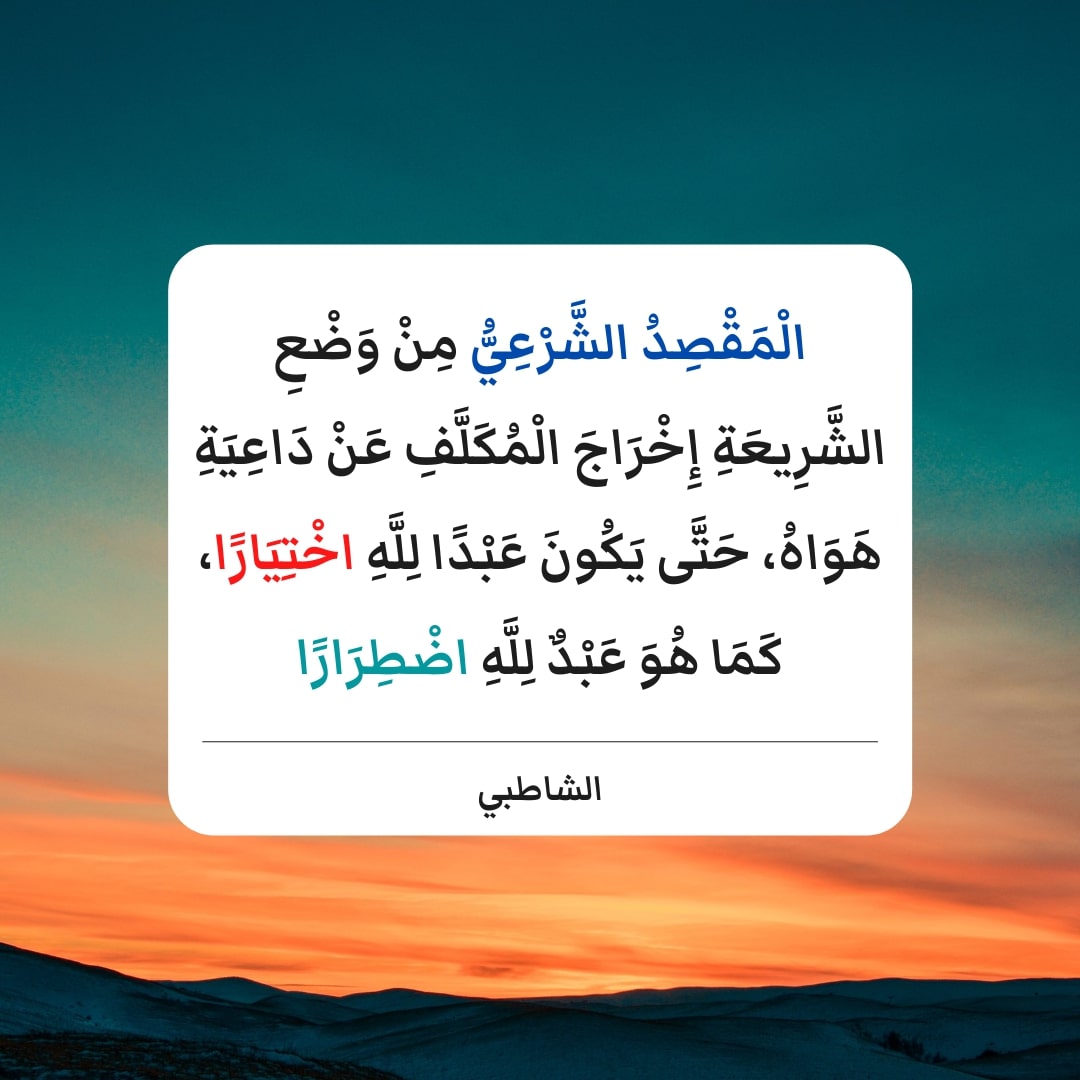 الْمَقْصِدُ الشَّرْعِيُّ مِنْ وَضْعِ
الشَّرِيعَةِ إِخْرَاجَ الْمُكَلَّفِ عَنْ دَاعِيَةِ
هَوَاهُ، حَتَّى يَكُونَ عَبْدًا لِلَّهِ اخْتِيَارًا،
كَمَا هُوَ عَبْدٌ لِلَّهِ اضْطِرَارًا
الشاطبي